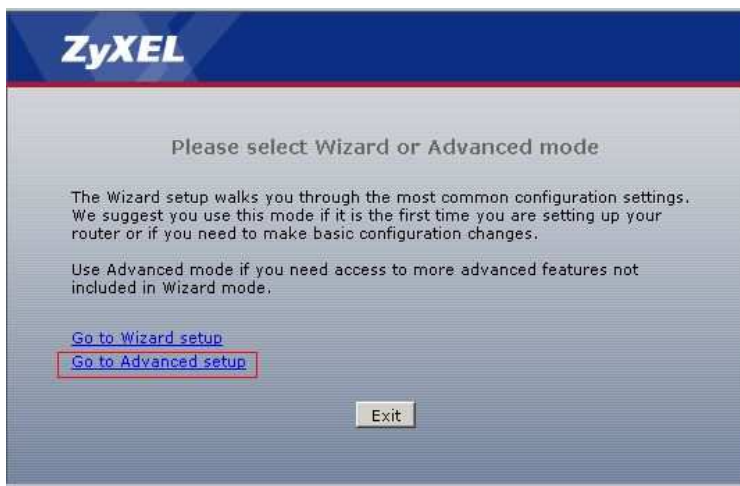 ZyXEL
Please select Wizard or Advanced mode
The Wizard setup walks you through the most common configuration settings.
We suggest you use this mode if it is the first time you are setting up your
router or if you need to make basic configuration changes.
Use Advanced mode if you need access to more advanced features not
included in Wizard mode.
Go to Wizard setup
Go to Advanced setup
Exit